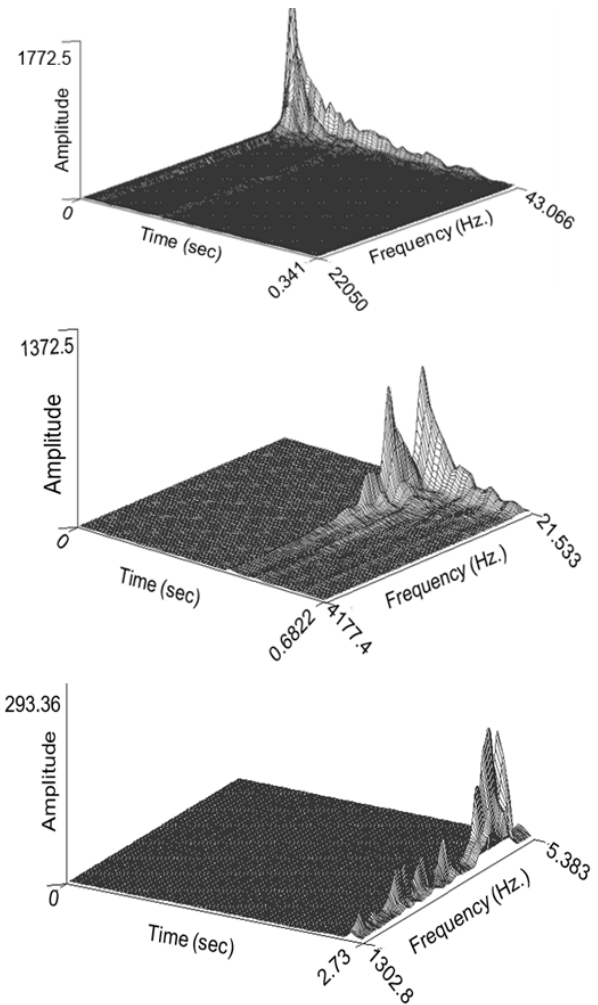 1772.5
Amplitude
0
Time (sec)
0.341
22050
Frequency (Hz.)
43.066
1372.5
Amplitude
0
Time (sec)
0.6822
4177.4
Frequency (Hz.)
21.533
293.36
Amplitude
0
Time (sec)
2.73
1302.8
Frequency (Hz.)
5.383